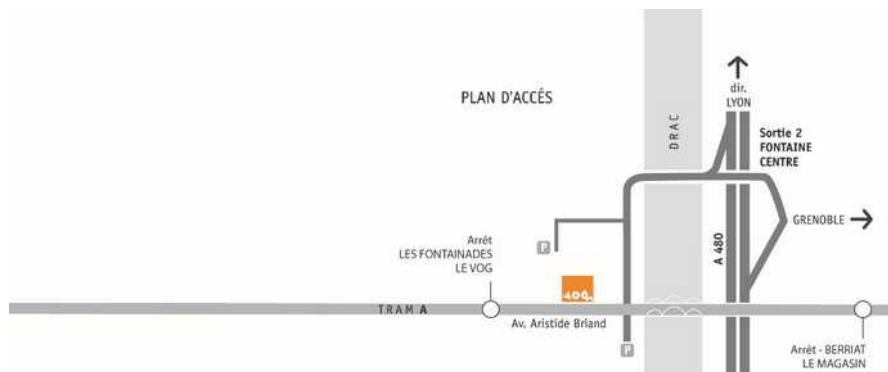 PLAN D'ACCÉS
dir.
LYON
DRAC
Sortie 2
FONTAINE
CENTRE
GRENOBLE
A 480
Arrêt
LES FONTAINADES
LE VOG
P
TRAM A
Av. Aristide Briand
P
Arrêt - BERRIAT
LE MAGASIN